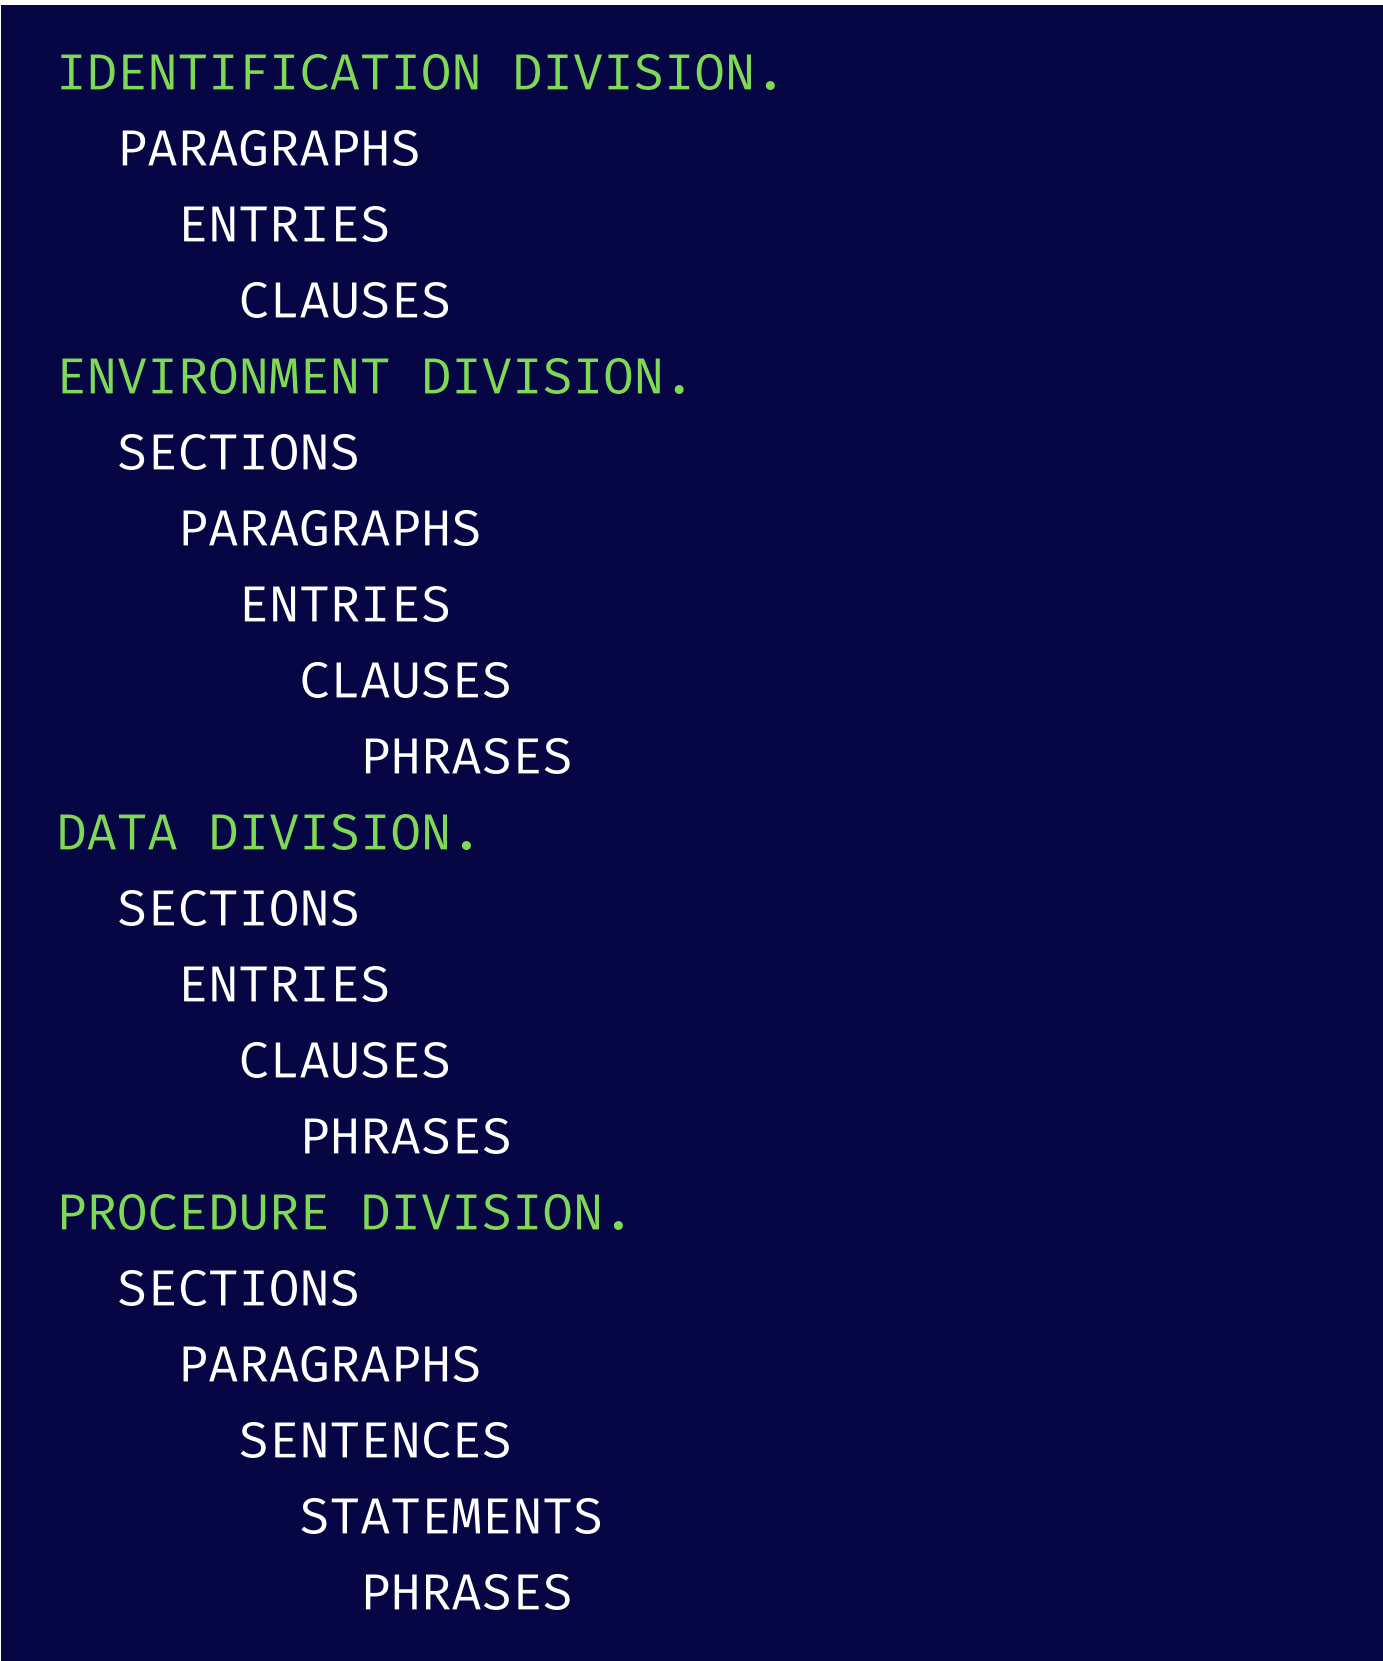 IDENTIFICATION DIVISION.
PARAGRAPHS
ENTRIES
CLAUSES
ENVIRONMENT DIVISION.
SECTIONS
PARAGRAPHS
ENTRIES
CLAUSES
PHRASES
DATA DIVISION.
SECTIONS
ENTRIES
CLAUSES
PHRASES
PROCEDURE DIVISION.
SECTIONS
PARAGRAPHS
SENTENCES
STATEMENTS
PHRASES